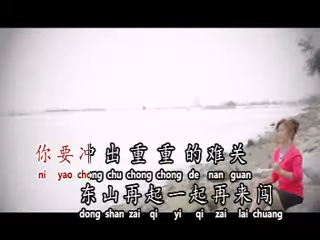 你要冲出重重的难关
ni yao chong chu chong chong de nan guan
东山再起一起再来闯
dong shan zai qi yi qi zai lai chuang